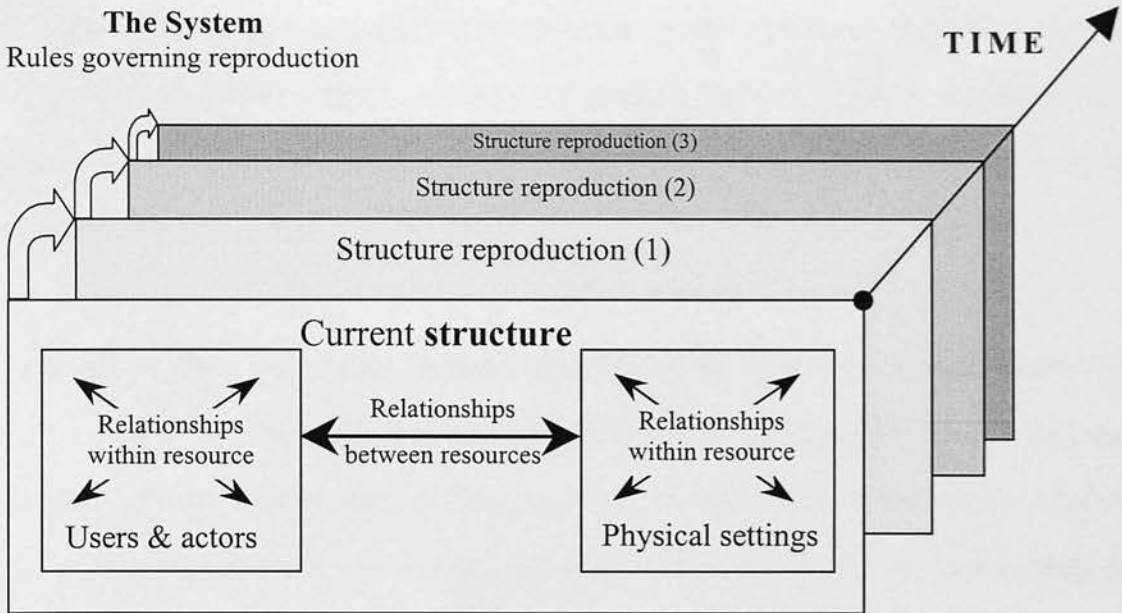 The System
Rules governing reproduction
TIME
Structure reproduction (3)
Structure reproduction (2)
Structure reproduction (1)
Current structure
Relationships
within resource
Users & actors
Relationships
between resources
Relationships
within resource
Physical settings